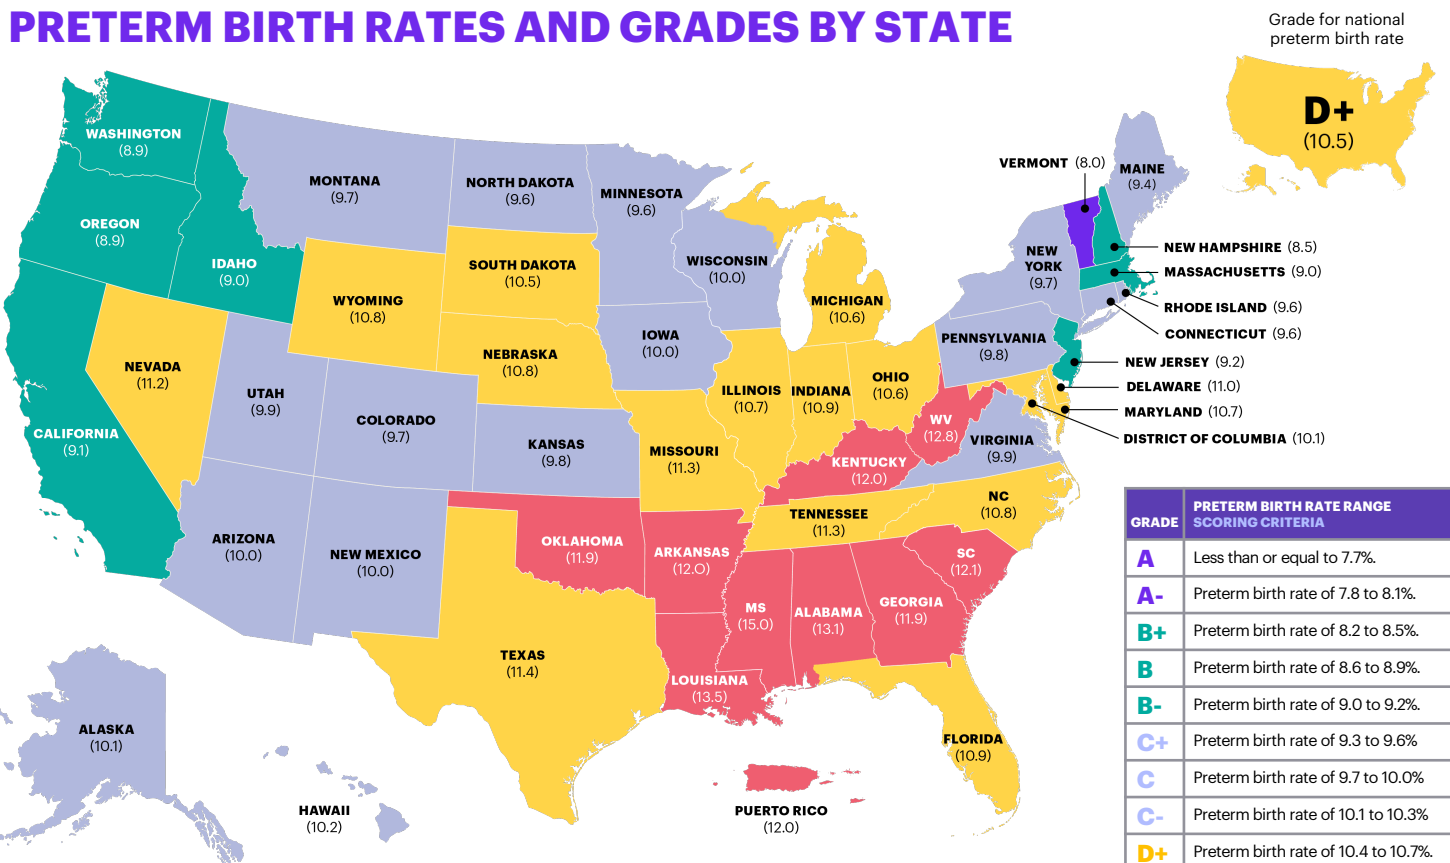 PRETERM BIRTH RATES AND GRADES BY STATE
Grade for national
preterm birth rate
D+
(10.5)
WASHINGTON
(8.9)
OREGON
(8.9)
IDAHO
(9.0)
MONTANA
(9.7)
NORTH DAKOTA
(9.6)
MINNESOTA
(9.6)
SOUTH DAKOTA
(10.5)
WYOMING
(10.8)
WISCONSIN
(10.0)
MICHIGAN
(10.6)
NEVADA
(11.2)
UTAH
(9.9)
COLORADO
(9.7)
NEBRASKA
(10.8)
IOWA
(10.0)
ILLINOIS
(10.7)
INDIANA
(10.9)
OHIO
(10.6)
PENNSYLVANIA
(9.8)
NEW
YORK
(9.7)
VERMONT (8.0)
MAINE
(9.4)
NEW HAMPSHIRE (8.5)
MASSACHUSETTS (9.0)
RHODE ISLAND (9.6)
CONNECTICUT (9.6)
NEW JERSEY (9.2)
DELAWARE (11.0)
MARYLAND (10.7)
DISTRICT OF COLUMBIA (10.1)
CALIFORNIA
(9.1)
KANSAS
(9.8)
MISSOURI
(11.3)
KENTUCKY
(12.0)
WV
(12.8)
VIRGINIA
(9.9)
ARIZONA
(10.0)
NEW MEXICO
(10.0)
OKLAHOMA
(11.9)
ARKANSAS
(12.0)
TENNESSEE
(11.3)
NC
(10.8)
SC
(12.1)
MS
(15.0)
ALABAMA
(13.1)
GEORGIA
(11.9)
TEXAS
(11.4)
LOUISIANA
(13.5)
FLORIDA
(10.9)
ALASKA
(10.1)
HAWAII
(10.2)
PUERTO RICO
(12.0)
GRADE PRETERM BIRTH RATE RANGE
SCORING CRITERIA
A Less than or equal to 7.7%.
A- Preterm birth rate of 7.8 to 8.1%.
B+ Preterm birth rate of 8.2 to 8.5%.
B Preterm birth rate of 8.6 to 8.9%.
B- Preterm birth rate of 9.0 to 9.2%.
C+ Preterm birth rate of 9.3 to 9.6%
C Preterm birth rate of 9.7 to 10.0%
C- Preterm birth rate of 10.1 to 10.3%
D+ Preterm birth rate of 10.4 to 10.7%.